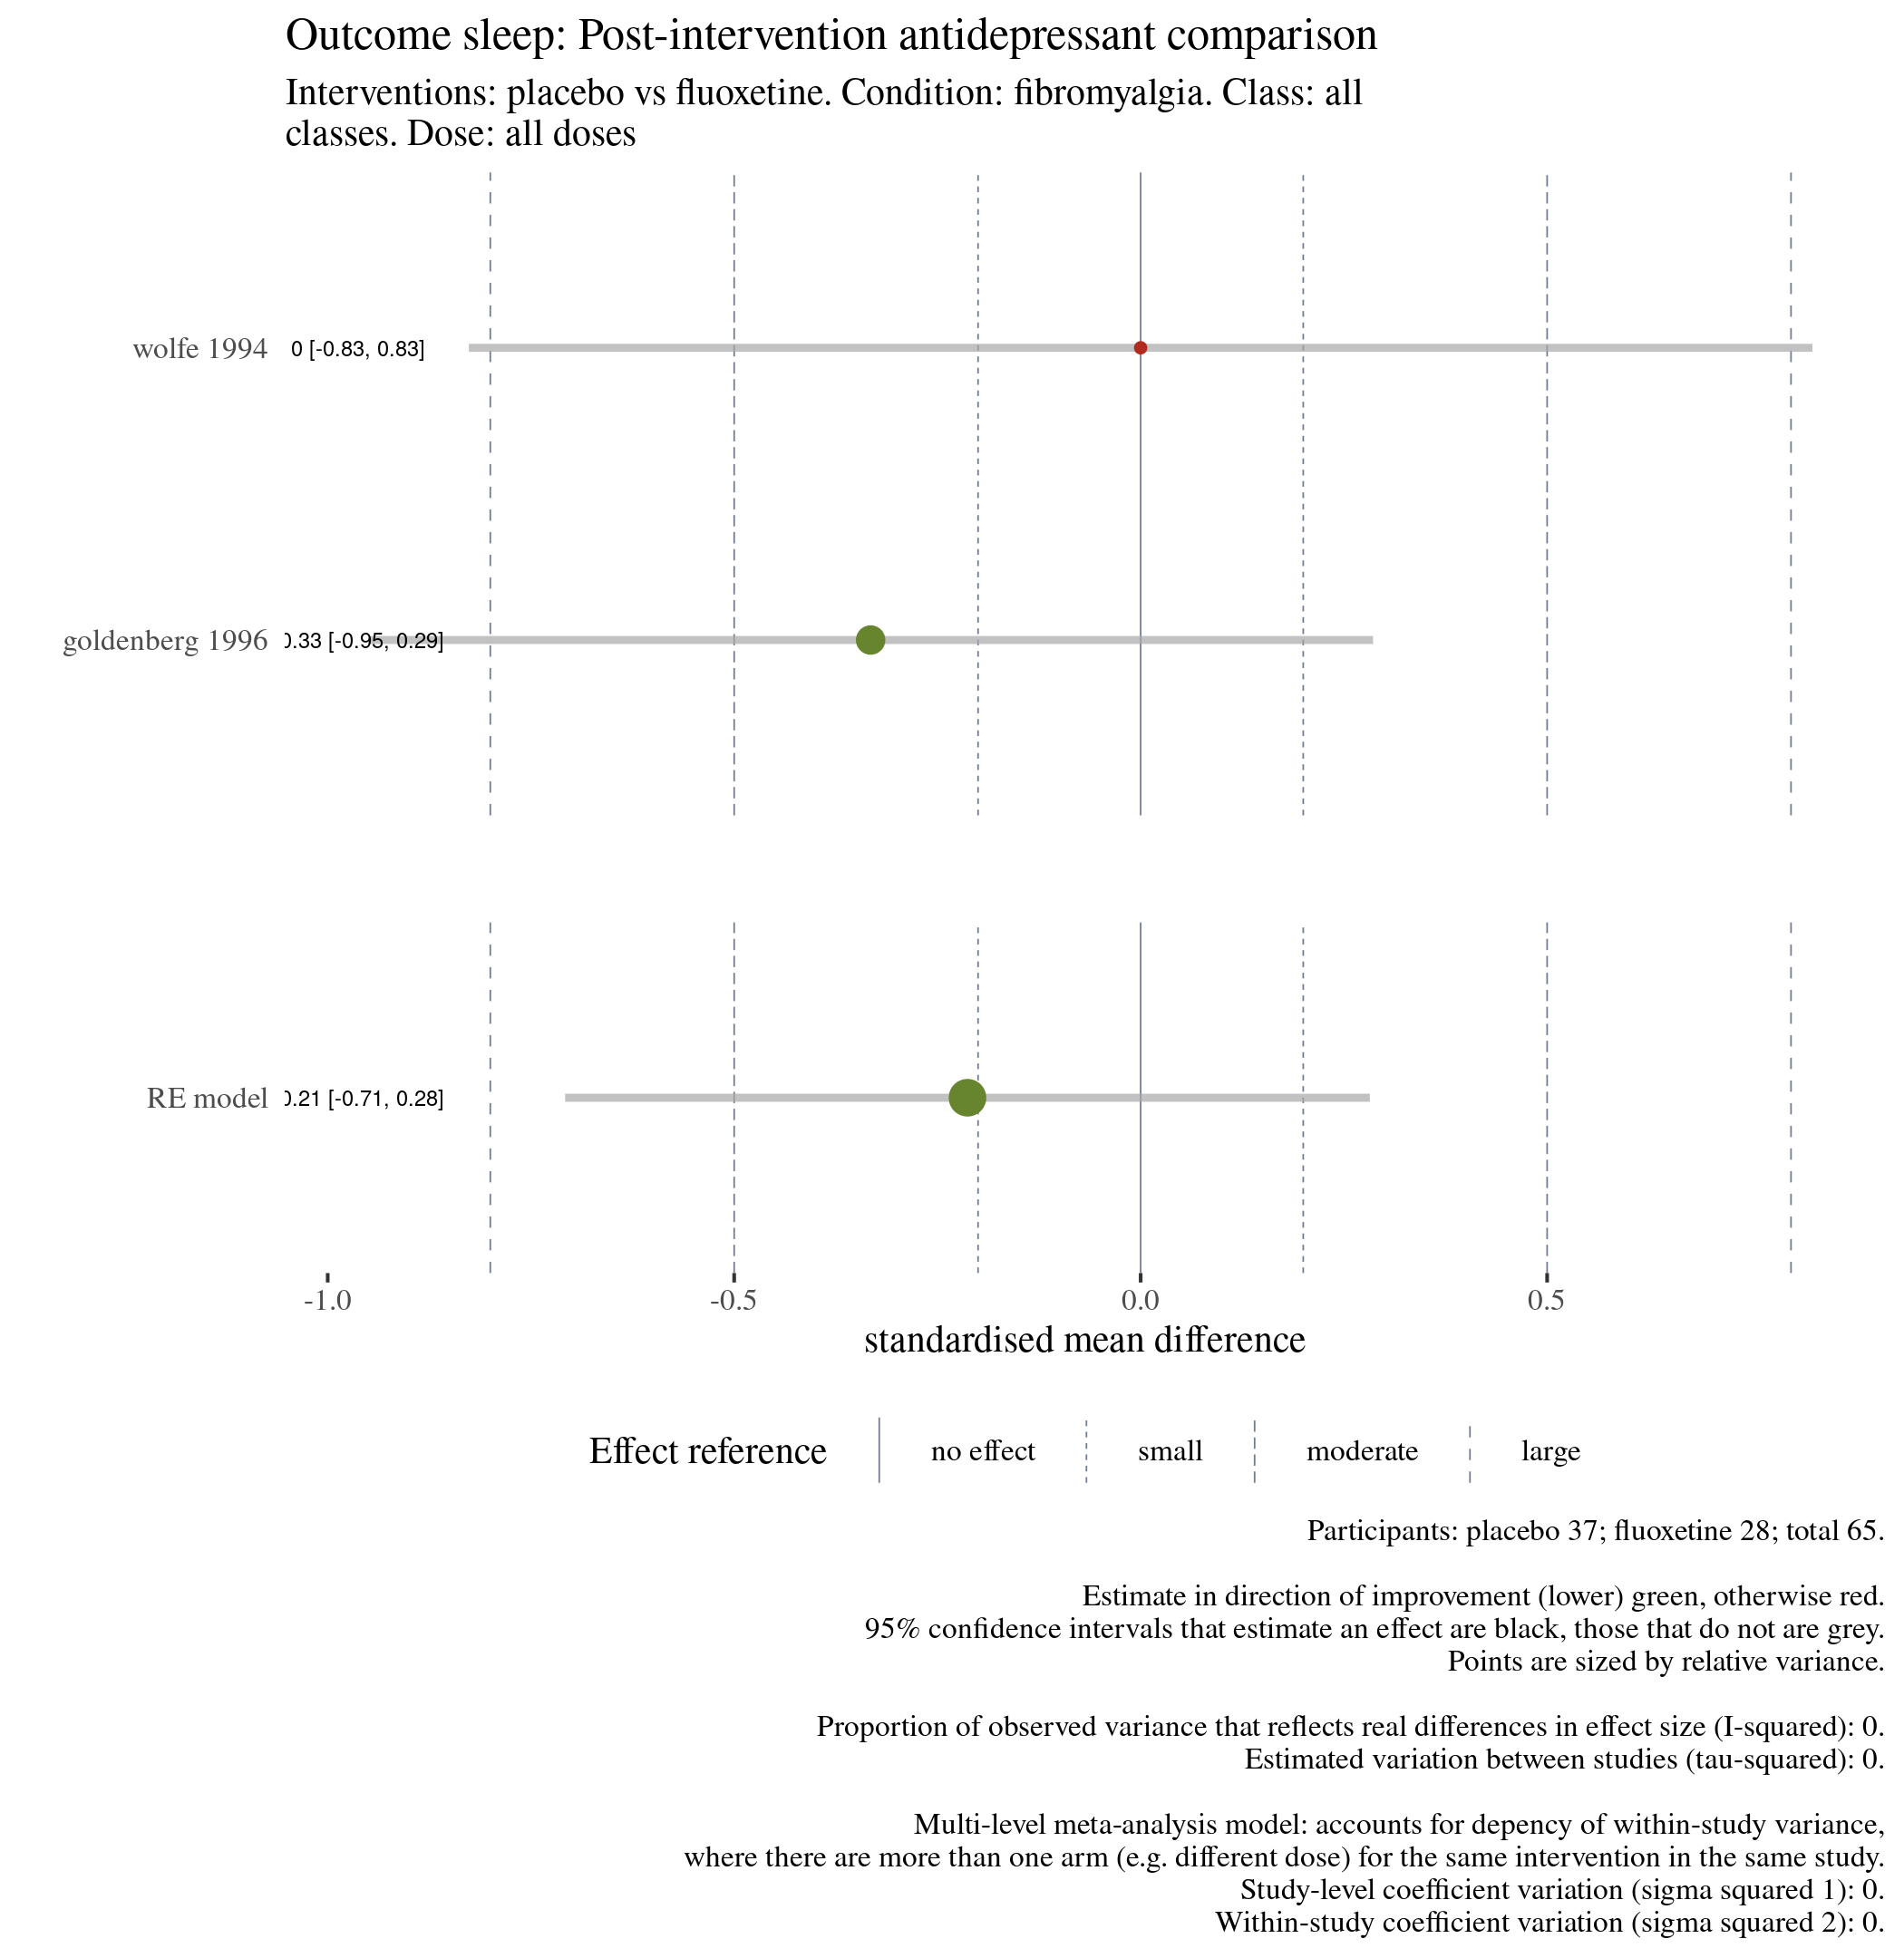 Outcome sleep: Post-intervention antidepressant comparison
Interventions: placebo vs fluoxetine. Condition: fibromyalgia. Class: all
classes. Dose: all doses
wolfe 1994 0 [-0.83, 0.83]
goldenberg 1996 0.33 [-0.95, 0.29]
RE model 0.21 [-0.71, 0.28]
-1.0 -0.5 0.0 0.5
standardised mean difference
Effect reference no effect small moderate large
Participants: placebo 37; fluoxetine 28; total 65.
Estimate in direction of improvement (lower) green, otherwise red.
95% confidence intervals that estimate an effect are black, those that do not are grey.
Points are sized by relative variance.
Proportion of observed variance that reflects real differences in effect size (I-squared): 0.
Estimated variation between studies (tau-squared): 0.
Multi-level meta-analysis model: accounts for depency of within-study variance,
where there are more than one arm (e.g. different dose) for the same intervention in the same study.
Study-level coefficient variation (sigma squared 1): 0.
Within-study coefficient variation (sigma squared 2): 0.